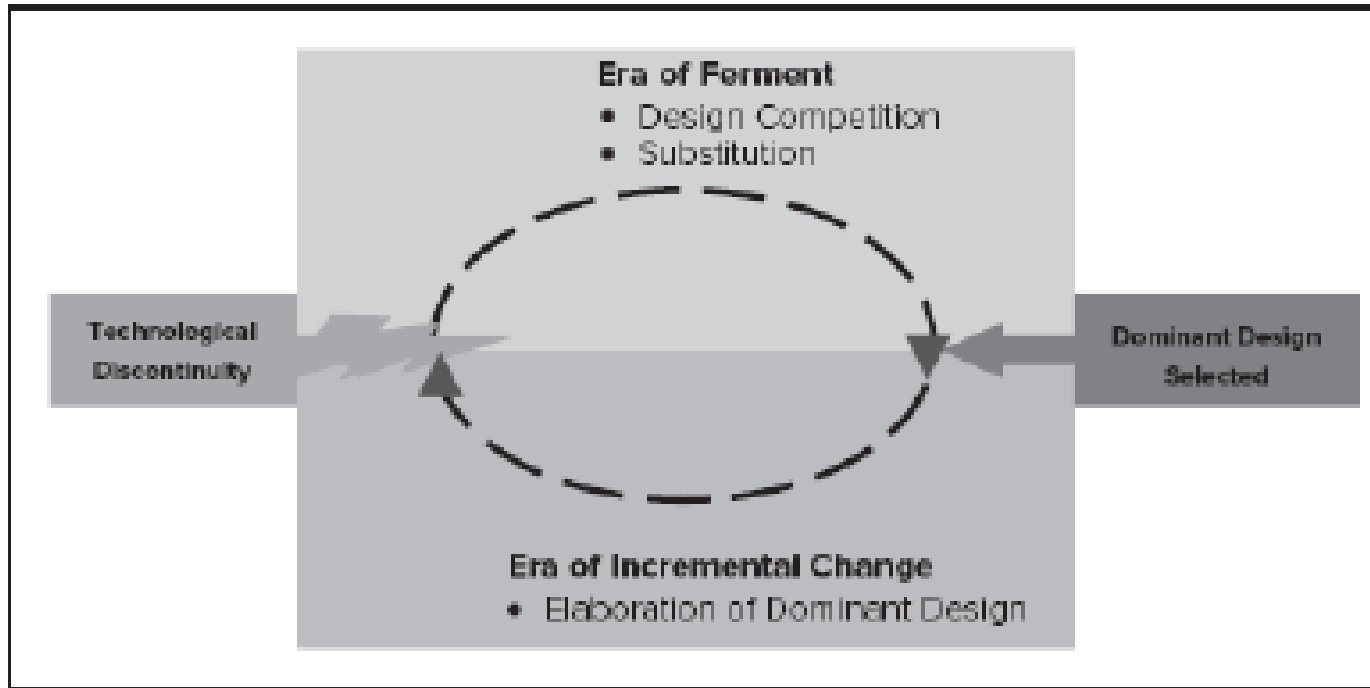 Era of Ferment
• Design Competition
• Substitution
Technological
Discontinuity
Dominant Design
Selected
Era of Incremental Change
• Elaboration of Dominant Design